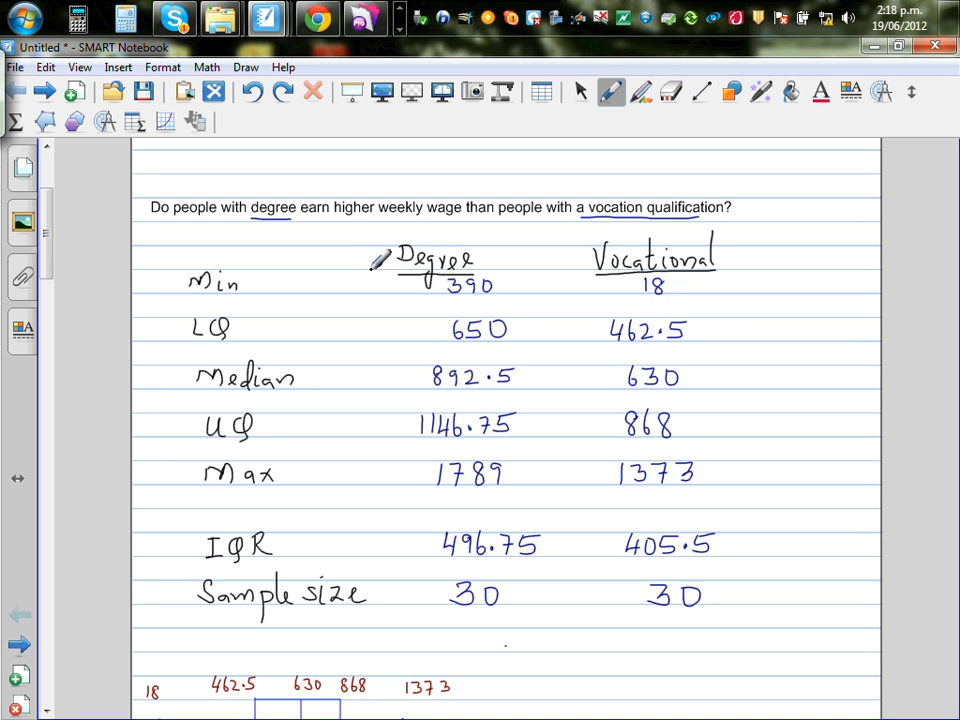 2:18 p.m.
19/06/2012
Untitled * - SMART Notebook
File Edit View Insert Format Math Draw Help
Do people with degree earn higher weekly wage than people with a vocation qualification?
Degree Vocational
Min 390 18
LQ 650 462.5
Median 892.5 630
UQ 1146.75 868
Max 1789 1373
IQR 496.75 405.5
Sample size 30 30
18 462.5 630 868 1373